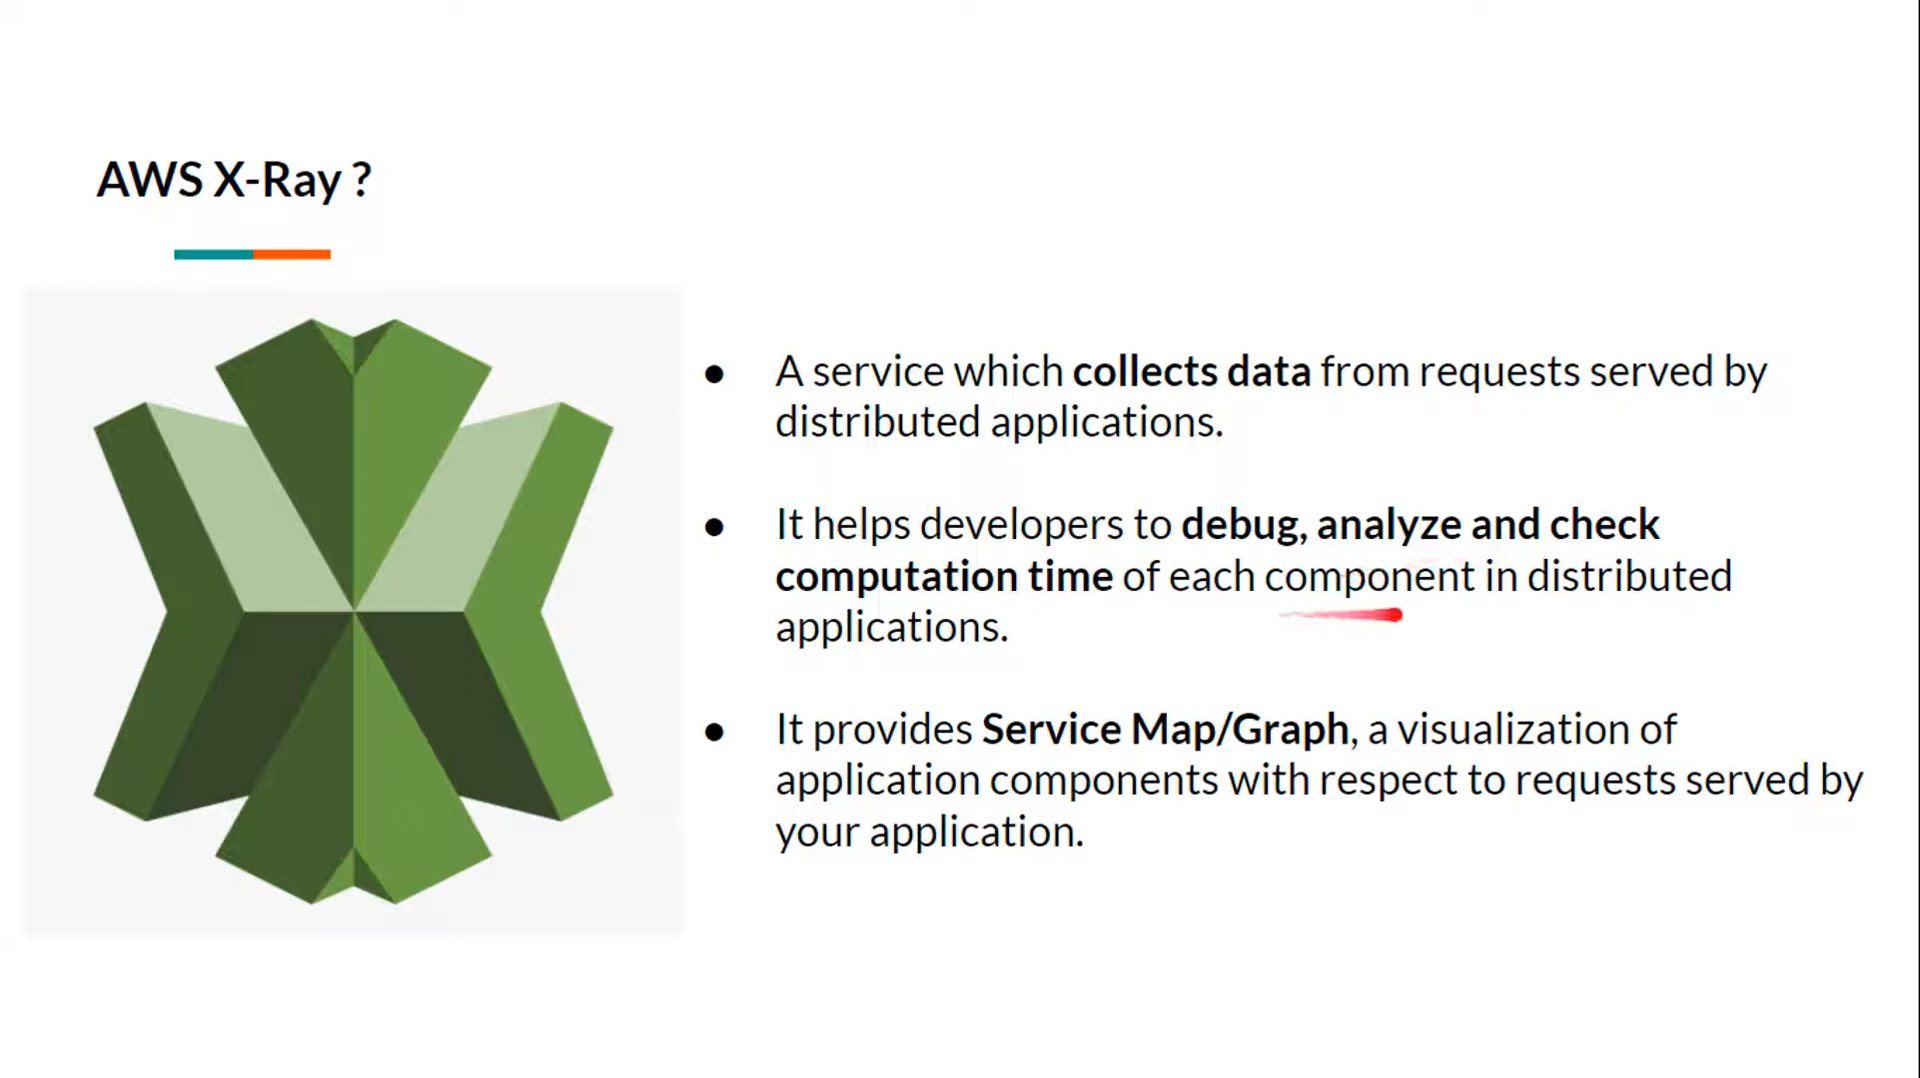 AWS X-Ray ?
● A service which collects data from requests served by
distributed applications.
● It helps developers to debug, analyze and check
computation time of each component in distributed
applications.
● It provides Service Map/Graph, a visualization of
application components with respect to requests served by
your application.